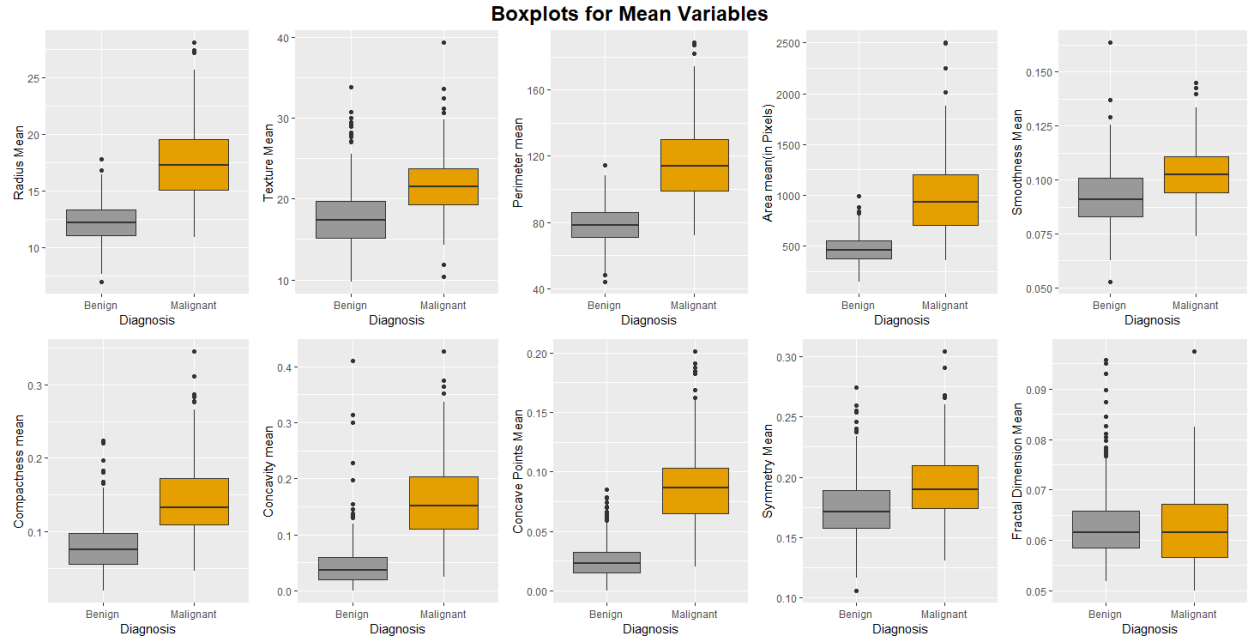 Boxplots for Mean Variables
Radius Mean
25
20
15
10
Benign
Malignant
Diagnosis
Texture Mean
40
30
20
10
Benign
Malignant
Diagnosis
Perimeter mean
160
120
80
40
Benign
Malignant
Diagnosis
Area mean(in Pixels)
2500
2000
1500
1000
500
Benign
Malignant
Diagnosis
Smoothness Mean
0.150
0.125
0.100
0.075
0.050
Benign
Malignant
Diagnosis
Compactness mean
0.3
0.2
0.1
Benign
Malignant
Diagnosis
Concavity mean
0.4
0.3
0.2
0.1
0.0
Benign
Malignant
Diagnosis
Concave Points Mean
0.20
0.15
0.10
0.05
0.00
Benign
Malignant
Diagnosis
Symmetry Mean
0.30
0.25
0.20
0.15
0.10
Benign
Malignant
Diagnosis
Fractal Dimension Mean
0.09
0.08
0.07
0.06
0.05
Benign
Malignant
Diagnosis